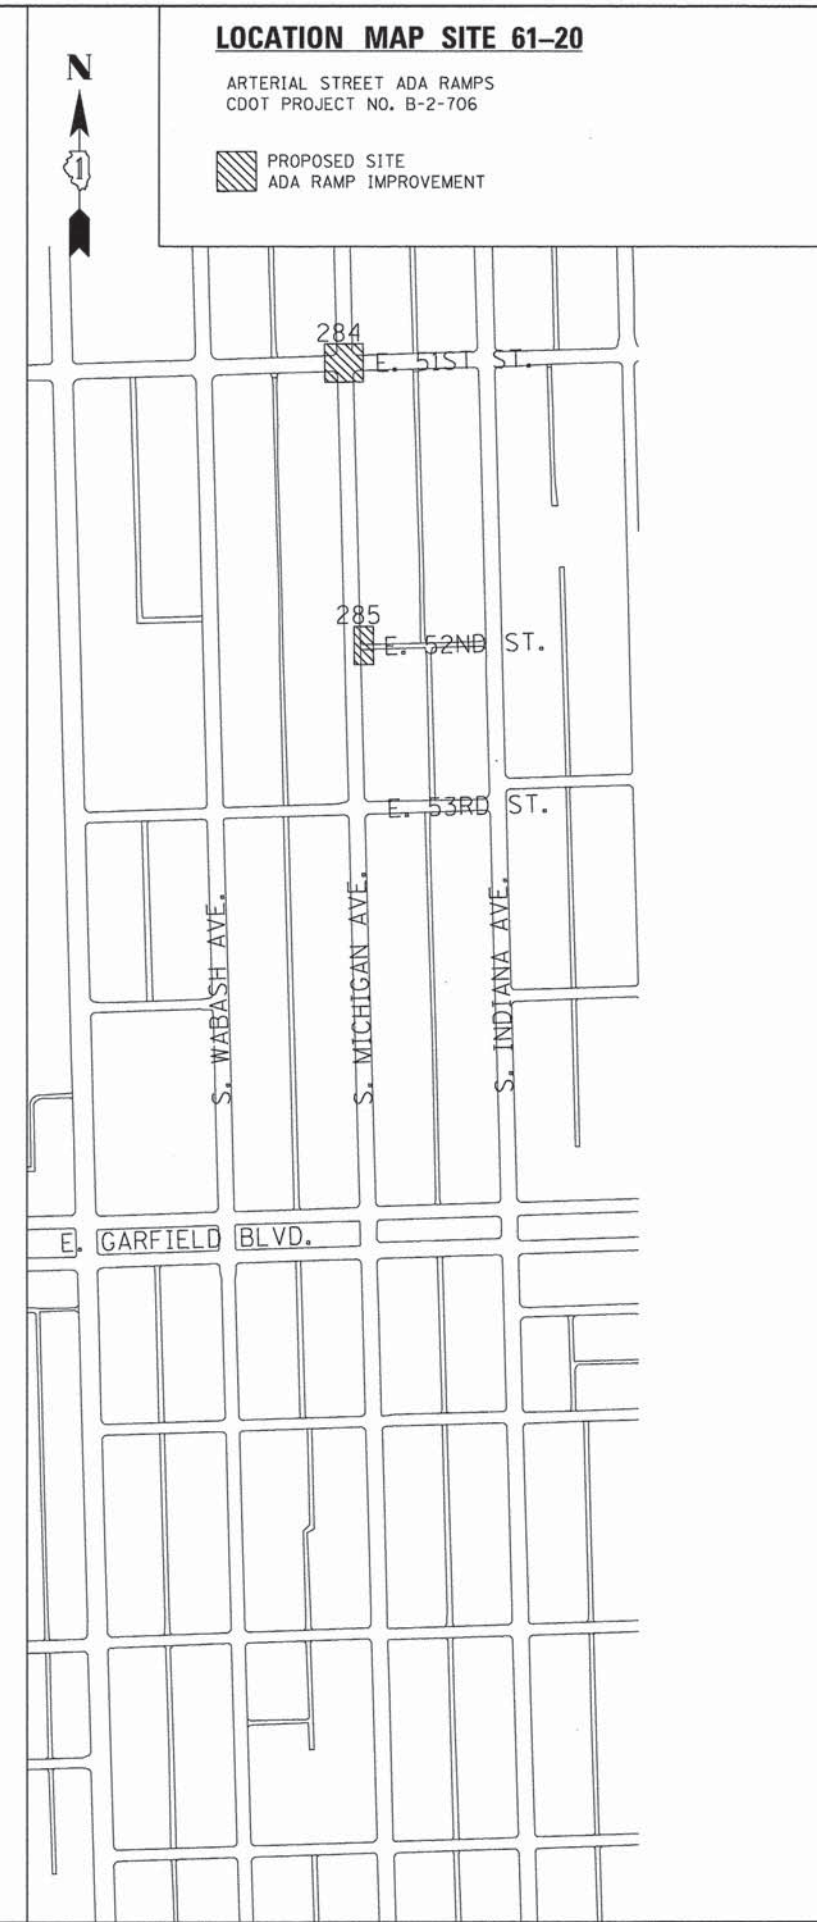 LOCATION MAP SITE 61–20
N
ARTERIAL STREET ADA RAMPS
CDOT PROJECT NO. B-2-706
1
PROPOSED SITE
ADA RAMP IMPROVEMENT
284
E. 51ST ST.
285
E. 52ND ST.
E. 53RD ST.
S. WABASH AVE.
S. MICHIGAN AVE.
S. INDIANA AVE.
E. GARFIELD BLVD.